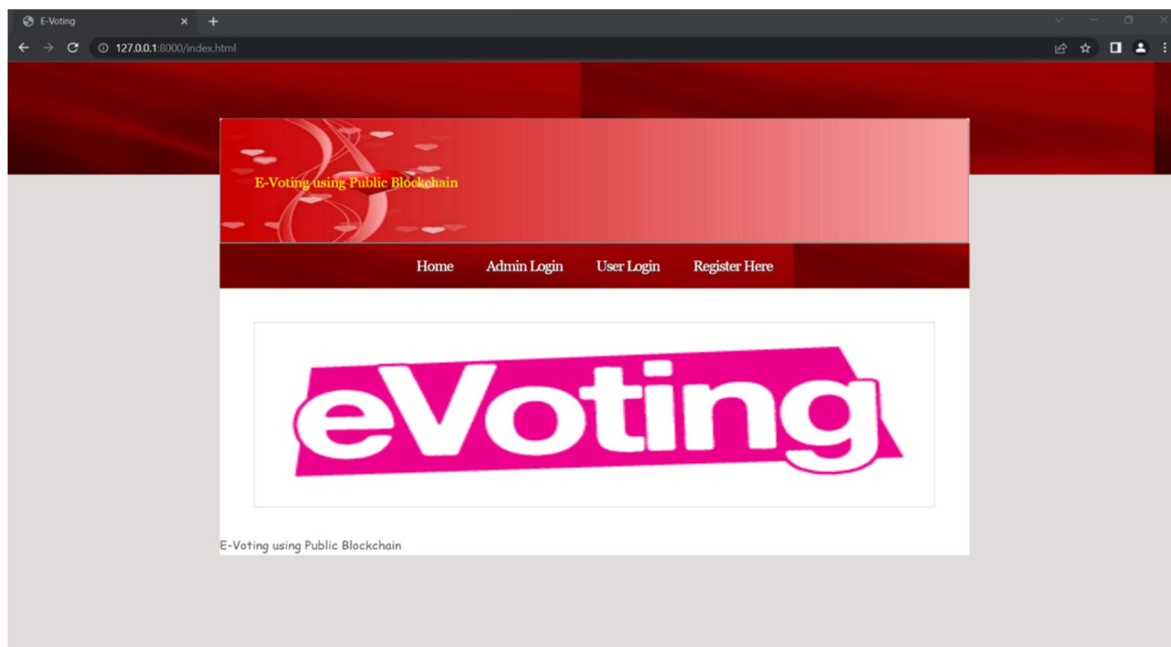 E-Voting
127.0.0.1:8000/index.html
E-Voting using Public Blockchain
Home Admin Login User Login Register Here
eVoting
E-Voting using Public Blockchain